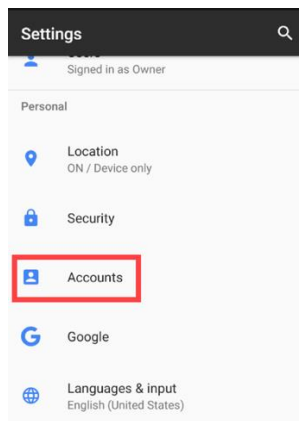 Settings
Signed in as Owner
Personal
Location
ON / Device only
Security
Accounts
Google
Languages & input
English (United States)